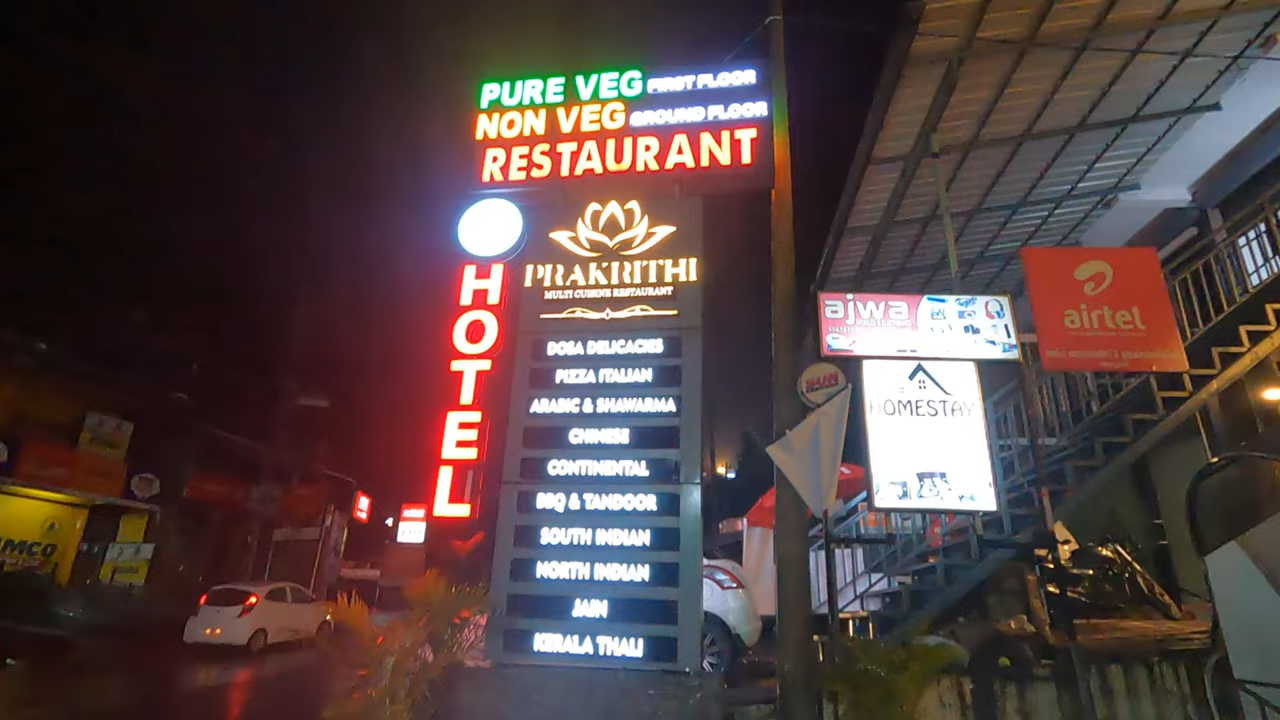 PURE VEG FIRST FLOOR
NON VEG GROUND FLOOR
RESTAURANT
HOTEL
PRAKRITHI
MULTI CUISINE RESTAURANT
DOSA DELICACIES
PIZZA ITALIAN
ARABIC & SHAWARMA
CHINESE
CONTINENTAL
BBQ & TANDOOR
SOUTH INDIAN
NORTH INDIAN
JAIN
KERALA THALI
ajwa
airtel
HOMESTAY